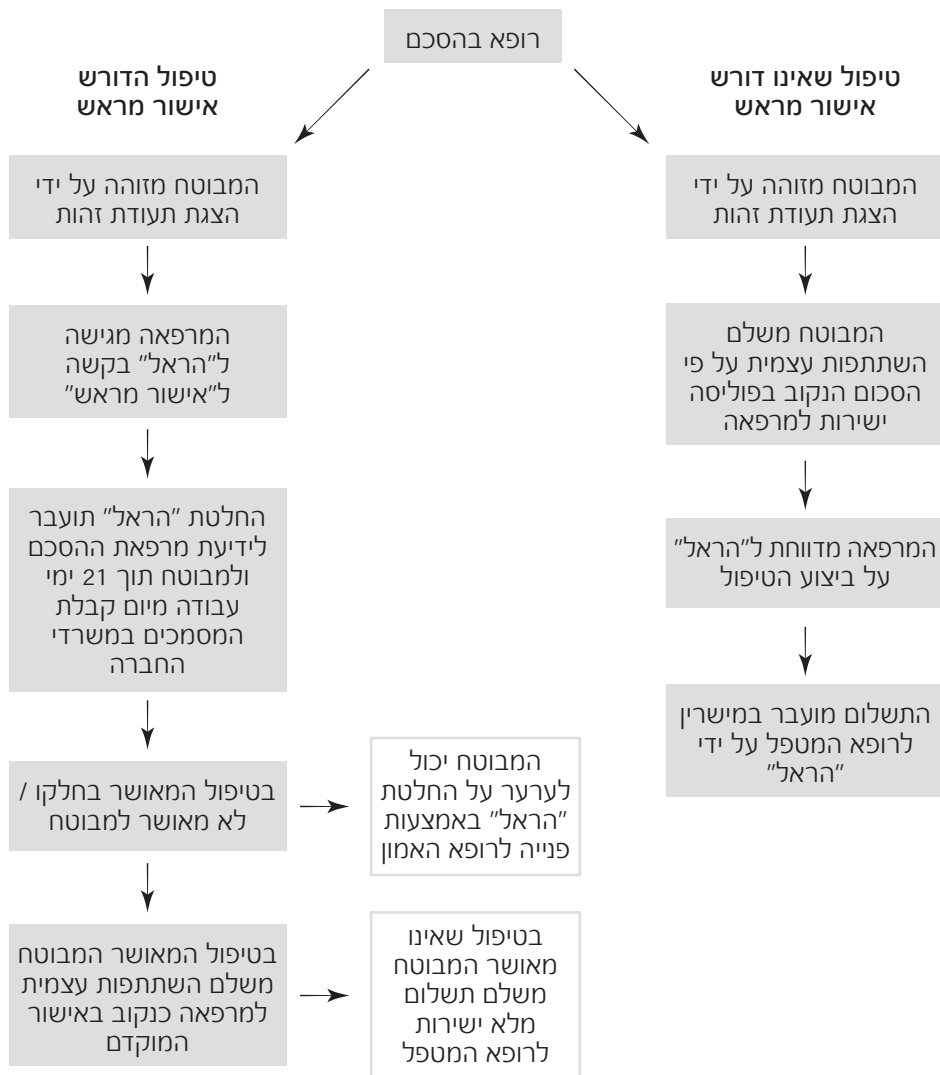 רופא בהסכם
טיפול שאינו דורש
אישור מראש
המבוטח מזוהה על ידי
הצגת תעודת זהות
המבוטח משלם
השתתפות עצמית על פי
הסכום הנקוב בפוליסה
ישירות למרפאה
המרפאה מדווחת ל"הראל"
על ביצוע הטיפול
התשלום מועבר במישרין
לרופא המטפל על ידי
"הראל"
טיפול הדורש
אישור מראש
המבוטח מזוהה על ידי
הצגת תעודת זהות
המרפאה מגישה
ל"הראל" בקשה
ל"אישור מראש"
החלטת "הראל" תועבר
לידיעת מרפאת ההסכם
ולמבוטח תוך 21 ימי
עבודה מיום קבלת
המסמכים במשרדי
החברה
בטיפול המאושר בחלקו /
לא מאושר למבוטח
המבוטח יכול
לערער על החלטת
"הראל" באמצעות
פנייה לרופא האמון
בטיפול המאושר המבוטח
משלם השתתפות עצמית
למרפאה כנקוב באישור
המוקדם
בטיפול שאינו
מאושר המבוטח
משלם תשלום
מלא ישירות
לרופא המטפל